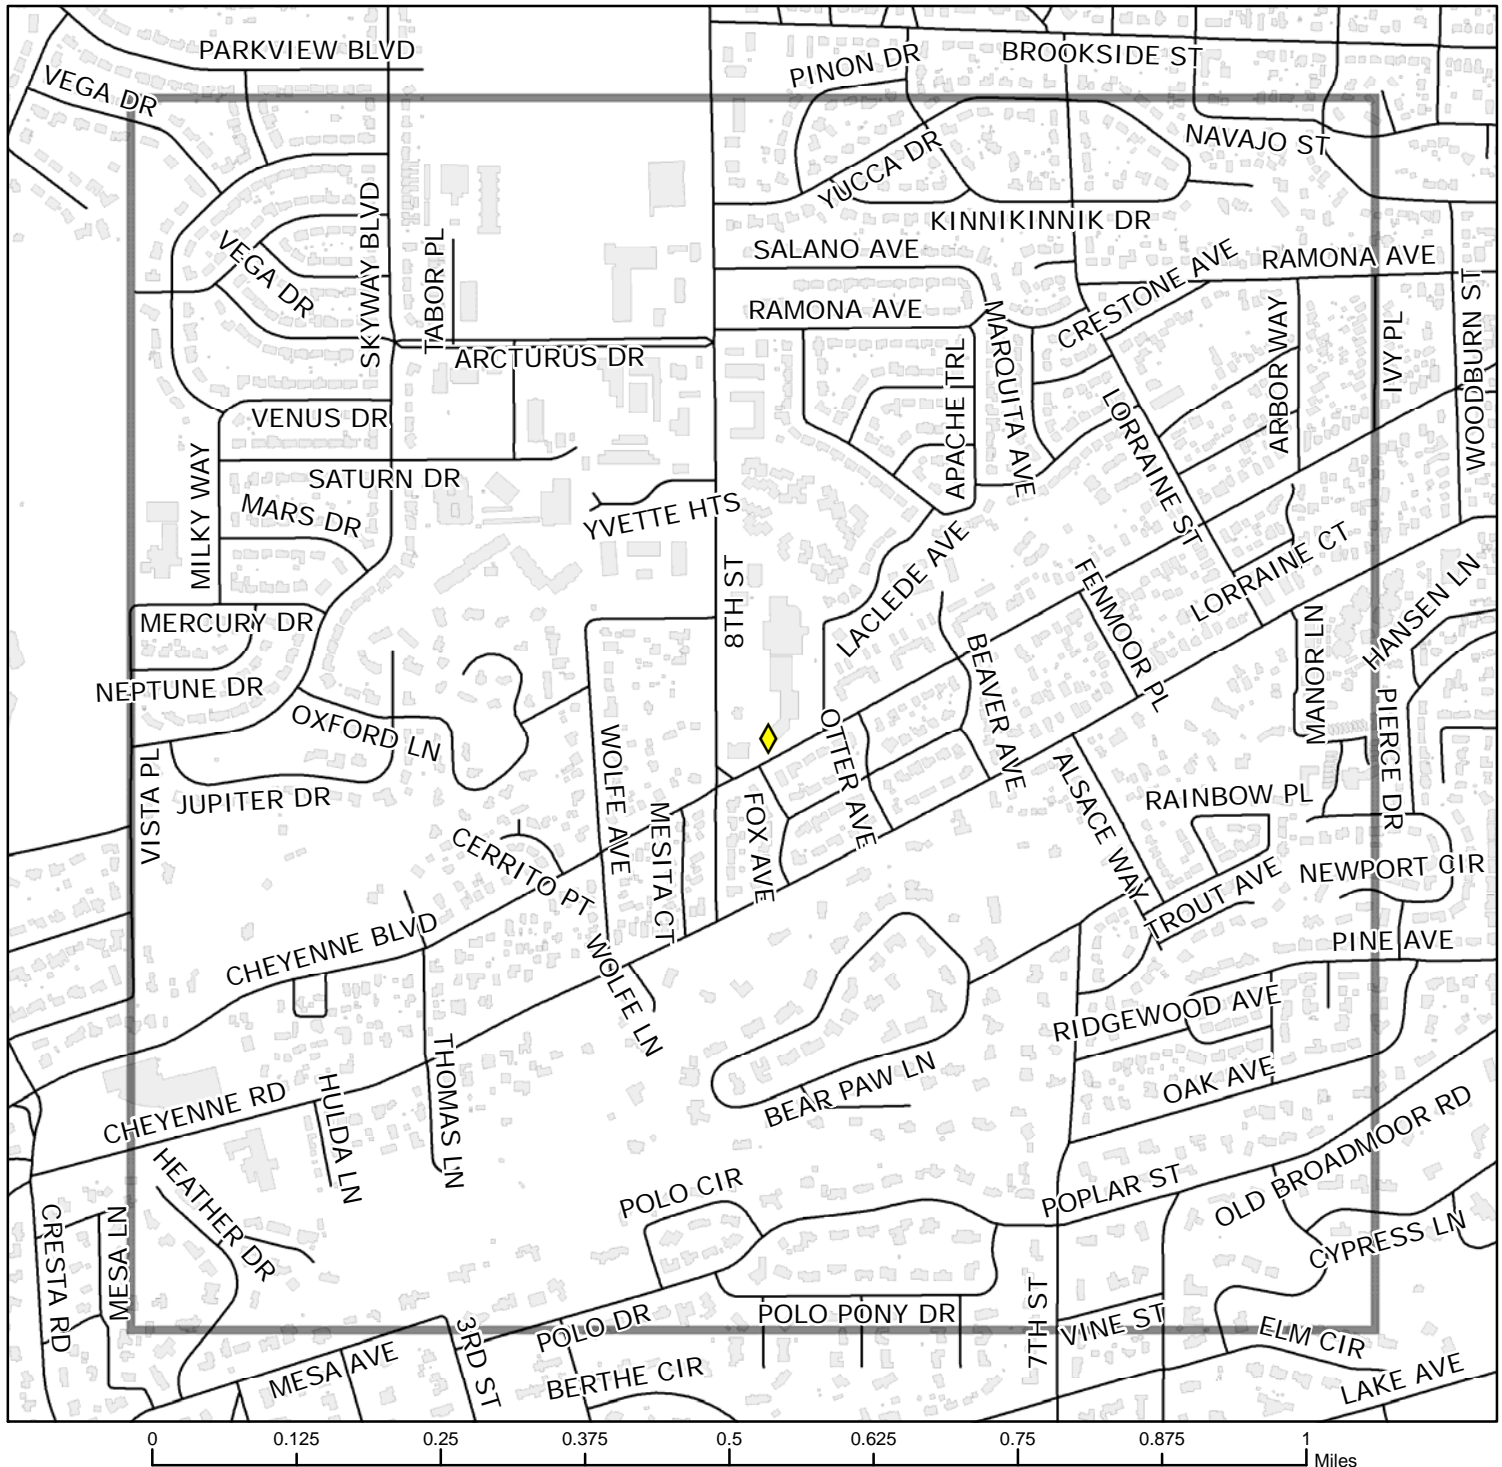 PARKVIEW BLVD
BROOKSIDE ST
PINON DR
VEGA DR
NAVAJO ST
YUCCA DR
KINNIKINNIK DR
SKYWAY BLVD
SALANO AVE
CRESTONE AVE
RAMONA AVE
VEGA DR
TABOR PL
RAMONA AVE
MARQUITA AVE
ARBOR WAY
IVY PL
WOODBURN ST
ARCTURUS DR
APACHE TRL
VENUS DR
LORRAINE ST
MILKY WAY
SATURN DR
MARS DR
YVETTE HTS
LACLEDE AVE
LORRAINE CT
8TH ST
FENMOOR PL
HANSEN LN
MERCURY DR
MANOR LN
BEAVER AVE
NEPTUNE DR
OXFORD LN
PIERCE DR
WOLFE AVE
OTTER AVE
VISTA PL
JUPITER DR
ALSACE WAY
RAINBOW PL
MESITA CT
FOX AVE
CERRITO PT
NEWPORT CIR
TROUT AVE
CHEYENNE BLVD
WOLFE LN
PINE AVE
RIDGEWOOD AVE
THOMAS LN
BEAR PAW LN
OAK AVE
CHEYENNE RD
HULDA LN
OLD BROADMOOR RD
HEATHER DR
POLO CIR
POPLAR ST
CRESTA RD
MESA LN
CYPRESS LN
7TH ST
POLO DR
POLO PONY DR
VINE ST
3RD ST
ELM CIR
MESA AVE
BERTHE CIR
LAKE AVE
0 0.125 0.25 0.375 0.5 0.625 0.75 0.875 1
Miles